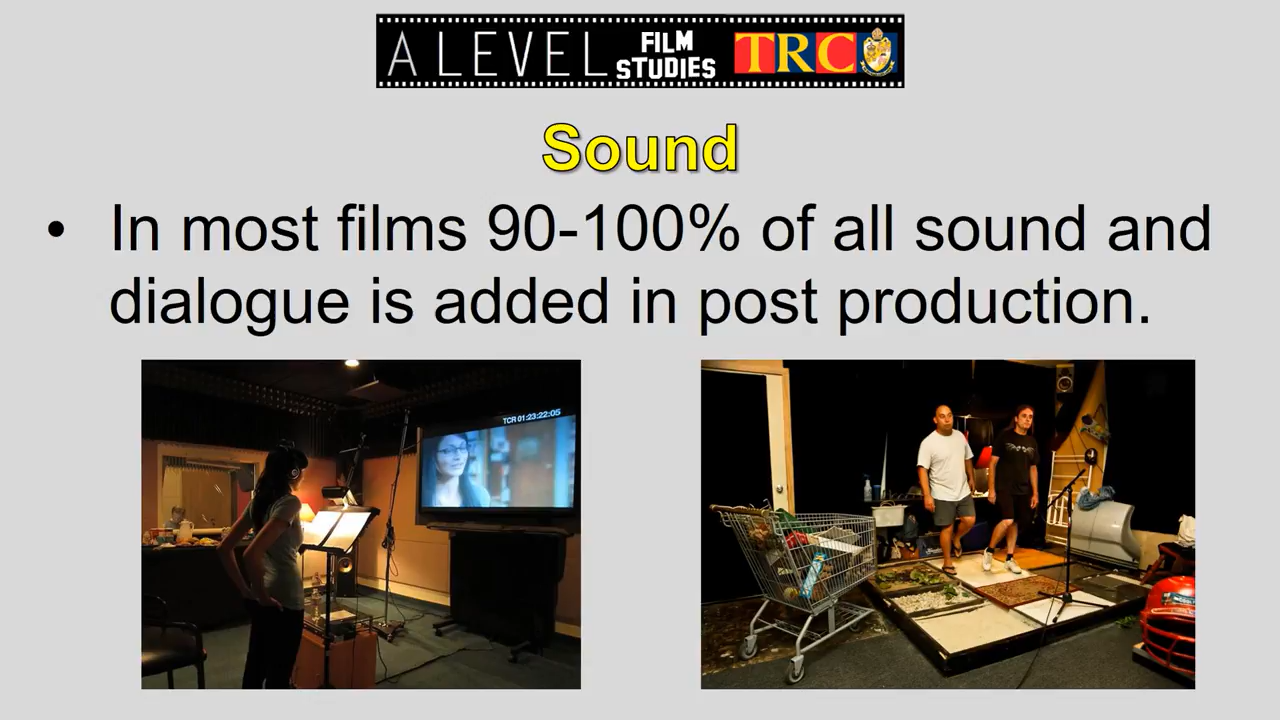 A LEVEL FILM STUDIES TRC
Sound
• In most films 90-100% of all sound and
dialogue is added in post production.
TCR 01:23:22:05